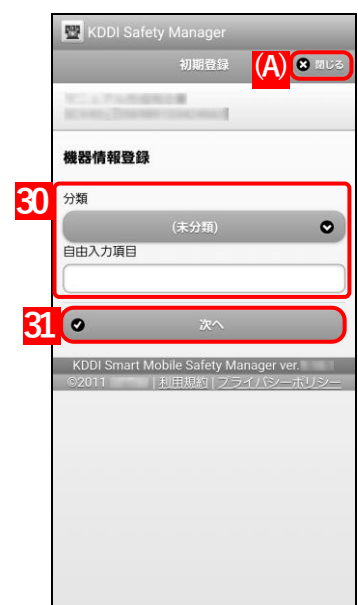 KDDI Safety Manager
初期登録
(A)
閉じる
機器情報登録
30
分類
(未分類)
自由入力項目
31
次へ
KDDI Smart Mobile Safety Manager ver.
©2011 | 利用規約 | プライバシーポリシー